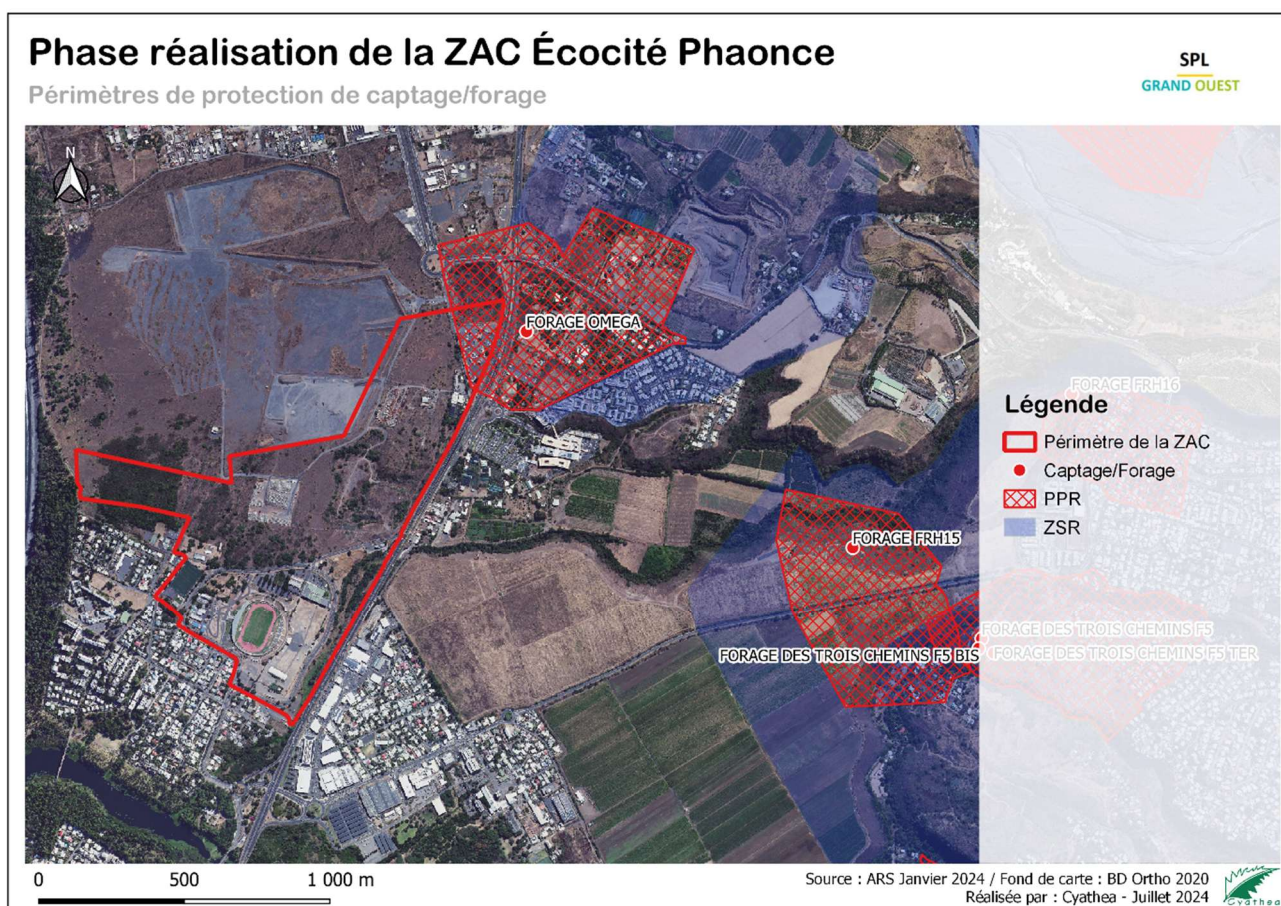 Phase réalisation de la ZAC Écocité Phaonce
Périmètres de protection de captage/forage
SPL
GRAND OUEST
N
FORAGE OMEGA
FORAGE FRH16
Légende
Périmètre de la ZAC
Captage/Forage
PPR
ZSR
FORAGE FRH15
FORAGE DES TROIS CHEMINS F5
FORAGE DES TROIS CHEMINS F5 BIS
FORAGE DES TROIS CHEMINS F5 TER
0 500 1 000 m
Source : ARS Janvier 2024 / Fond de carte : BD Ortho 2020
Réalisée par : Cyathea - Juillet 2024
Cyathea